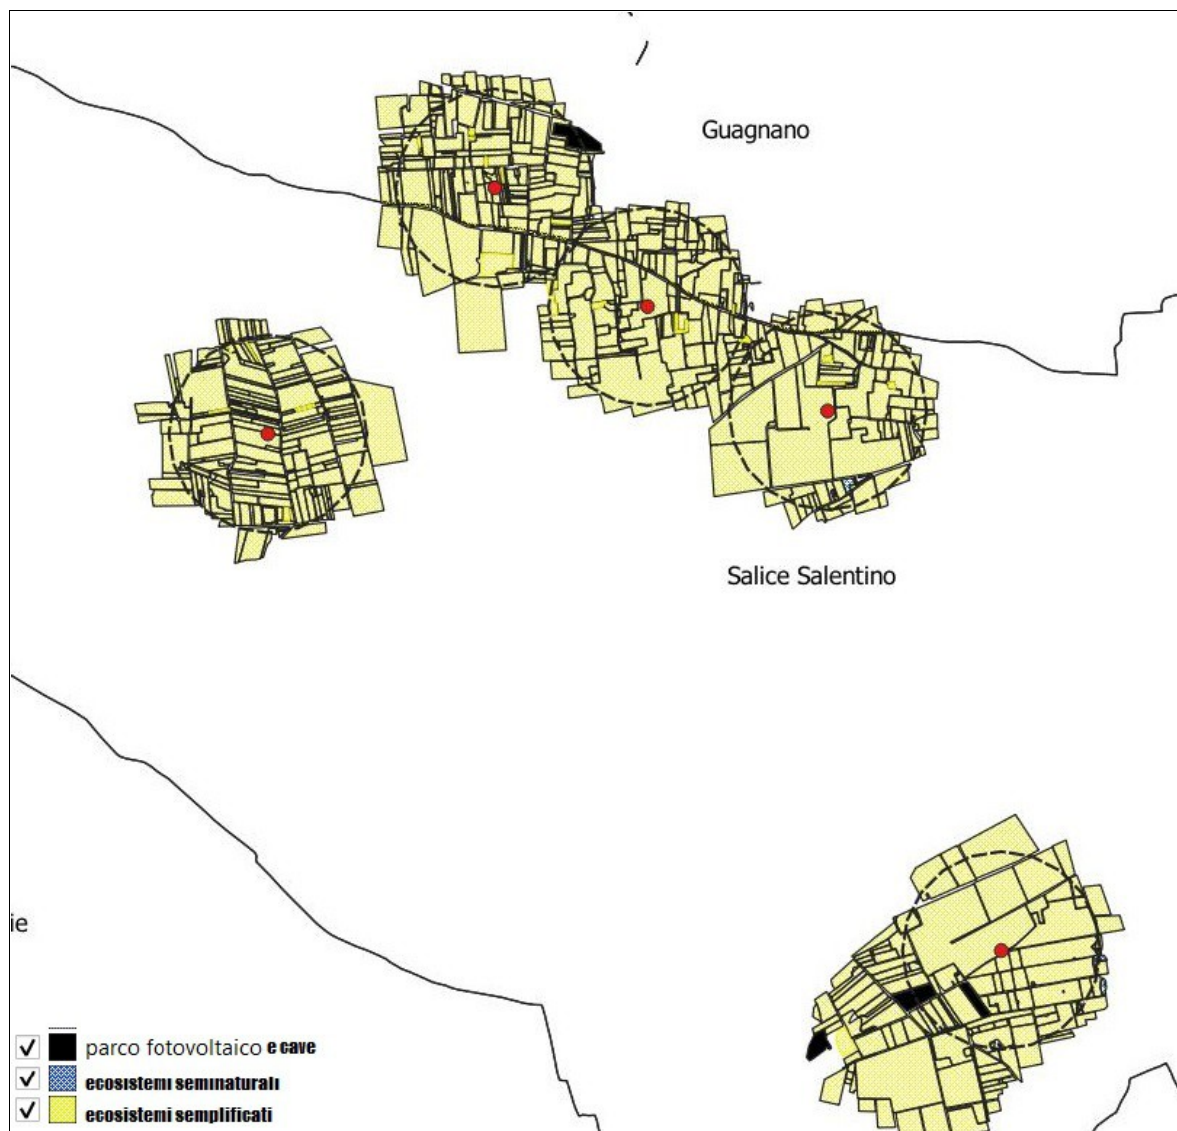 Guagnano
Salice Salentino
ie
parco fotovoltaico e cave
ecosistemi seminaturali
ecosistemi semplificati